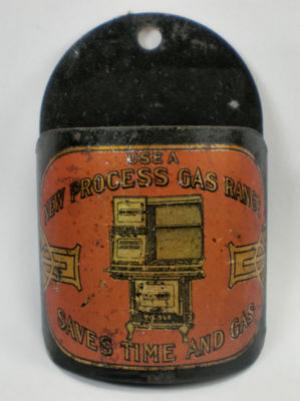 USE A
NEW PROCESS GAS RANGE
SAVES TIME AND GAS